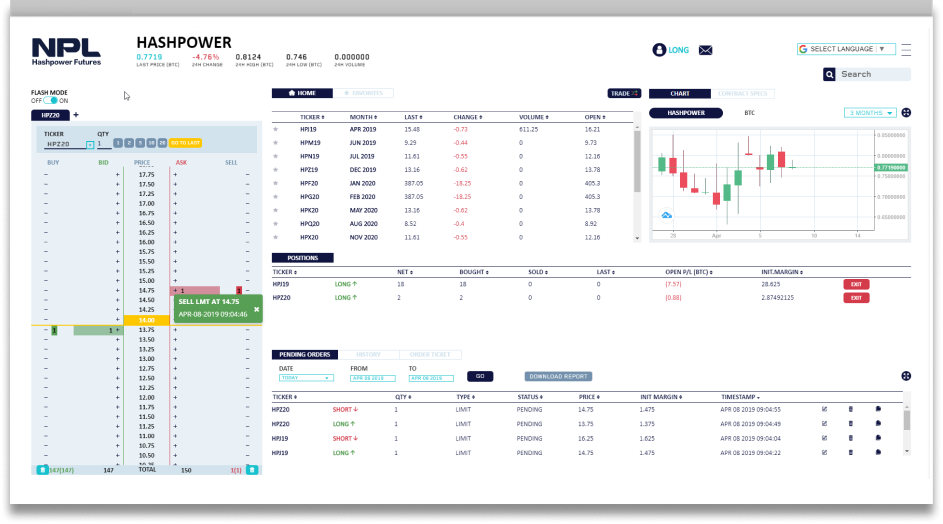 NPL
Hashpower Futures
HASHPOWER
0.7719 -4.76% 0.8124 0.746 0.000000
LAST PRICE (BTC) 24H CHANGE 24H HIGH (BTC) 24H LOW (BTC) 24H VOLUME
LONG
G SELECT LANGUAGE ▼
Search
FLASH MODE
OFF ON
HPZ20 +
TICKER QTY
HPZ20 1 1 2 5 10 20 GO TO LAST
BUY BID PRICE ASK SELL
– + 17.75 + –
– + 17.50 + –
– + 17.25 + –
– + 17.00 + –
– + 16.75 + –
– + 16.50 + –
– + 16.25 + –
– + 16.00 + –
– + 15.75 + –
– + 15.50 + –
– + 15.25 + –
– + 15.00 + –
– + 14.75 + 1 1 –
– + 14.50
– + 14.25
– + 14.00
– 1 1 + 13.75 + –
– + 13.50 + –
– + 13.25 + –
– + 13.00 + –
– + 12.75 + –
– + 12.50 + –
– + 12.25 + –
– + 12.00 + –
– + 11.75 + –
– + 11.50 + –
– + 11.25 + –
– + 11.00 + –
– + 10.75 + –
– + 10.50 + –
– + 10.25 + –
147(147) 147 TOTAL 150 1(1)
SELL LMT AT 14.75
APR-08-2019 09:04:46 ✖
HOME ★ FAVORITES TRADE
TICKER MONTH LAST CHANGE VOLUME OPEN
HPJ19 APR 2019 15.48 -0.73 611.25 16.21
HPM19 JUN 2019 9.29 -0.44 0 9.73
HPN19 JUL 2019 11.61 -0.55 0 12.16
HPZ19 DEC 2019 13.16 -0.62 0 13.78
HPF20 JAN 2020 387.05 -18.25 0 405.3
HPG20 FEB 2020 387.05 -18.25 0 405.3
HPK20 MAY 2020 13.16 -0.62 0 13.78
HPQ20 AUG 2020 8.52 -0.4 0 8.92
HPX20 NOV 2020 11.61 -0.55 0 12.16
CHART CONTRACT SPECS
HASHPOWER BTC 3 MONTHS
0.85000000
0.80000000
0.77190000
0.75000000
0.70000000
0.65000000
25 Apr 5 10 14
POSITIONS
TICKER NET BOUGHT SOLD LAST OPEN P/L (BTC) INIT.MARGIN
HPJ19 LONG ↑ 18 18 0 0 (7.57) 28.625 EXIT
HPZ20 LONG ↑ 2 2 0 0 (0.88) 2.87492125 EXIT
PENDING ORDERS HISTORY ORDER TICKET
DATE FROM TO
TODAY APR-08-2019 APR-08-2019 GO DOWNLOAD REPORT
TICKER QTY TYPE STATUS PRICE INIT MARGIN TIMESTAMP
HPZ20 SHORT ↓ 1 LIMIT PENDING 14.75 1.475 APR 08 2019 09:04:55
HPZ20 LONG ↑ 1 LIMIT PENDING 13.75 1.375 APR 08 2019 09:04:49
HPJ19 SHORT ↓ 1 LIMIT PENDING 16.25 1.625 APR 08 2019 09:04:04
HPJ19 LONG ↑ 1 LIMIT PENDING 14.75 1.475 APR 08 2019 09:04:22